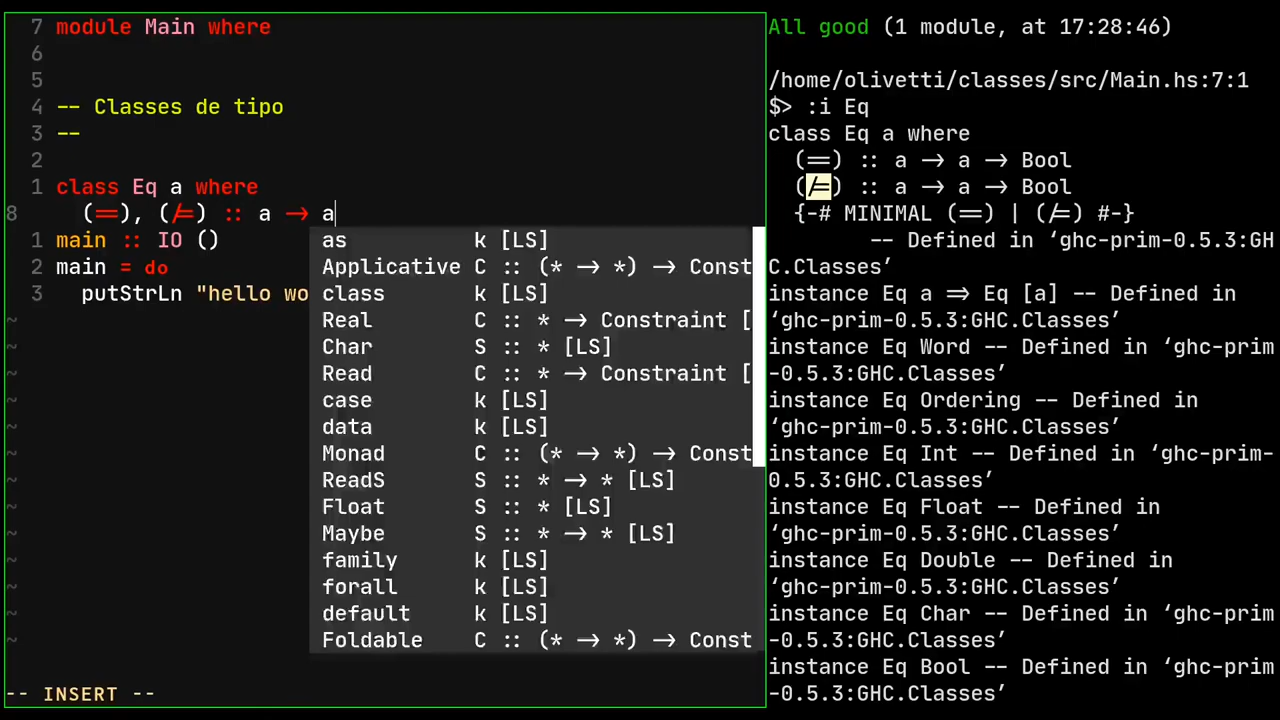 7 module Main where
6
5
4 -- Classes de tipo
3 --
2
1 class Eq a where
8 (==), (/=) :: a -> a
1 main :: IO ()
2 main = do
3 putStrLn "hello wo
~
~
~
~
~
~
~
~
~
~
~
~
~
as k [LS]
Applicative C :: (* -> *) -> Const
class k [LS]
Real C :: * -> Constraint [
Char S :: * [LS]
Read C :: * -> Constraint [
case k [LS]
data k [LS]
Monad C :: (* -> *) -> Const
ReadS S :: * -> * [LS]
Float S :: * [LS]
Maybe S :: * -> * [LS]
family k [LS]
forall k [LS]
default k [LS]
Foldable C :: (* -> *) -> Const
-- INSERT --
All good (1 module, at 17:28:46)
/home/olivetti/classes/src/Main.hs:7:1
$> :i Eq
class Eq a where
(==) :: a -> a -> Bool
(/=) :: a -> a -> Bool
{-# MINIMAL (==) | (/=) #-}
-- Defined in ‘ghc-prim-0.5.3:GH
C.Classes’
instance Eq a => Eq [a] -- Defined in
‘ghc-prim-0.5.3:GHC.Classes’
instance Eq Word -- Defined in ‘ghc-prim
-0.5.3:GHC.Classes’
instance Eq Ordering -- Defined in
‘ghc-prim-0.5.3:GHC.Classes’
instance Eq Int -- Defined in ‘ghc-prim-
0.5.3:GHC.Classes’
instance Eq Float -- Defined in
‘ghc-prim-0.5.3:GHC.Classes’
instance Eq Double -- Defined in
‘ghc-prim-0.5.3:GHC.Classes’
instance Eq Char -- Defined in ‘ghc-prim
-0.5.3:GHC.Classes’
instance Eq Bool -- Defined in ‘ghc-prim
-0.5.3:GHC.Classes’